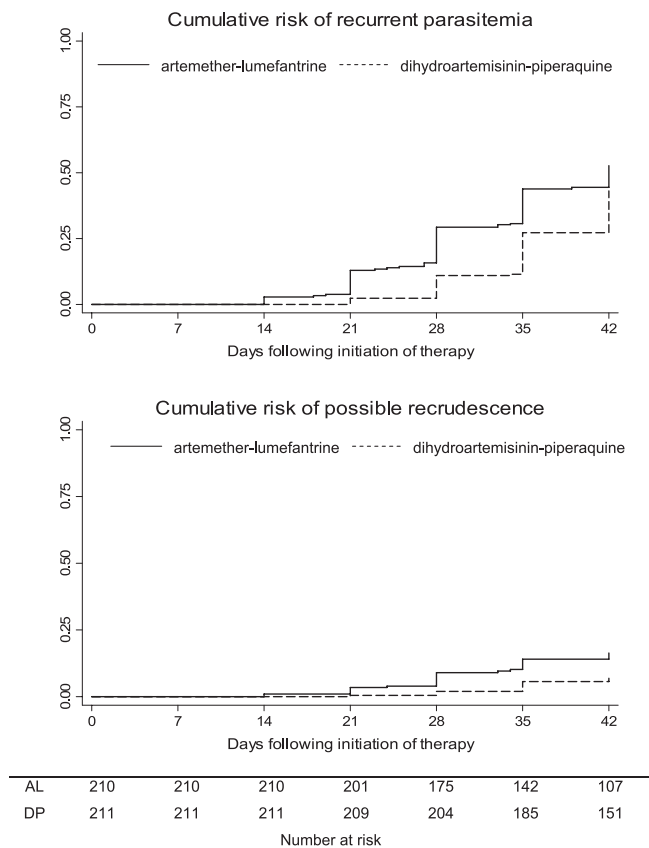 Cumulative risk of recurrent parasitemia
1.00
artemether-lumefantrine dihydroartemisinin-piperaquine
0.75
0.50
0.25
0.00
0 7 14 21 28 35 42
Days following initiation of therapy
Cumulative risk of possible recrudescence
1.00
artemether-lumefantrine dihydroartemisinin-piperaquine
0.75
0.50
0.25
0.00
0 7 14 21 28 35 42
Days following initiation of therapy
AL 210 210 210 201 175 142 107
DP 211 211 211 209 204 185 151
Number at risk